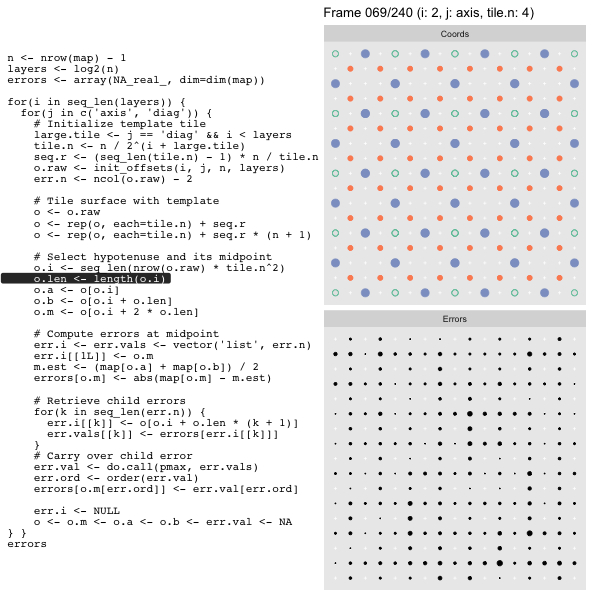 Frame 069/240 (i: 2, j: axis, tile.n: 4)
Coords
n <- nrow(map) - 1
layers <- log2(n)
errors <- array(NA_real_, dim=dim(map))
for(i in seq_len(layers)) {
  for(j in c('axis', 'diag')) {
    # Initialize template tile
    large.tile <- j == 'diag' && i < layers
    tile.n <- n / 2^(i + large.tile)
    seq.r <- (seq_len(tile.n) - 1) * n / tile.n
    o.raw <- init_offsets(i, j, n, layers)
    err.n <- ncol(o.raw) - 2
    # Tile surface with template
    o <- o.raw
    o <- rep(o, each=tile.n) + seq.r
    o <- rep(o, each=tile.n) + seq.r * (n + 1)
    # Select hypotenuse and its midpoint
    o.i <- seq_len(nrow(o.raw) * tile.n^2)
    o.len <- length(o.i)
    o.a <- o[o.i]
    o.b <- o[o.i + o.len]
    o.m <- o[o.i + 2 * o.len]
    # Compute errors at midpoint
    err.i <- err.vals <- vector('list', err.n)
    err.i[[1L]] <- o.m
    m.est <- (map[o.a] + map[o.b]) / 2
    errors[o.m] <- abs(map[o.m] - m.est)
    # Retrieve child errors
    for(k in seq_len(err.n)) {
      err.i[[k]] <- o[o.i + o.len * (k + 1)]
      err.vals[[k]] <- errors[err.i[[k]]]
    }
    # Carry over child error
    err.val <- do.call(pmax, err.vals)
    err.ord <- order(err.val)
    errors[o.m[err.ord]] <- err.val[err.ord]
    err.i <- NULL
    o <- o.m <- o.a <- o.b <- err.val <- NA
} }
errors
Errors